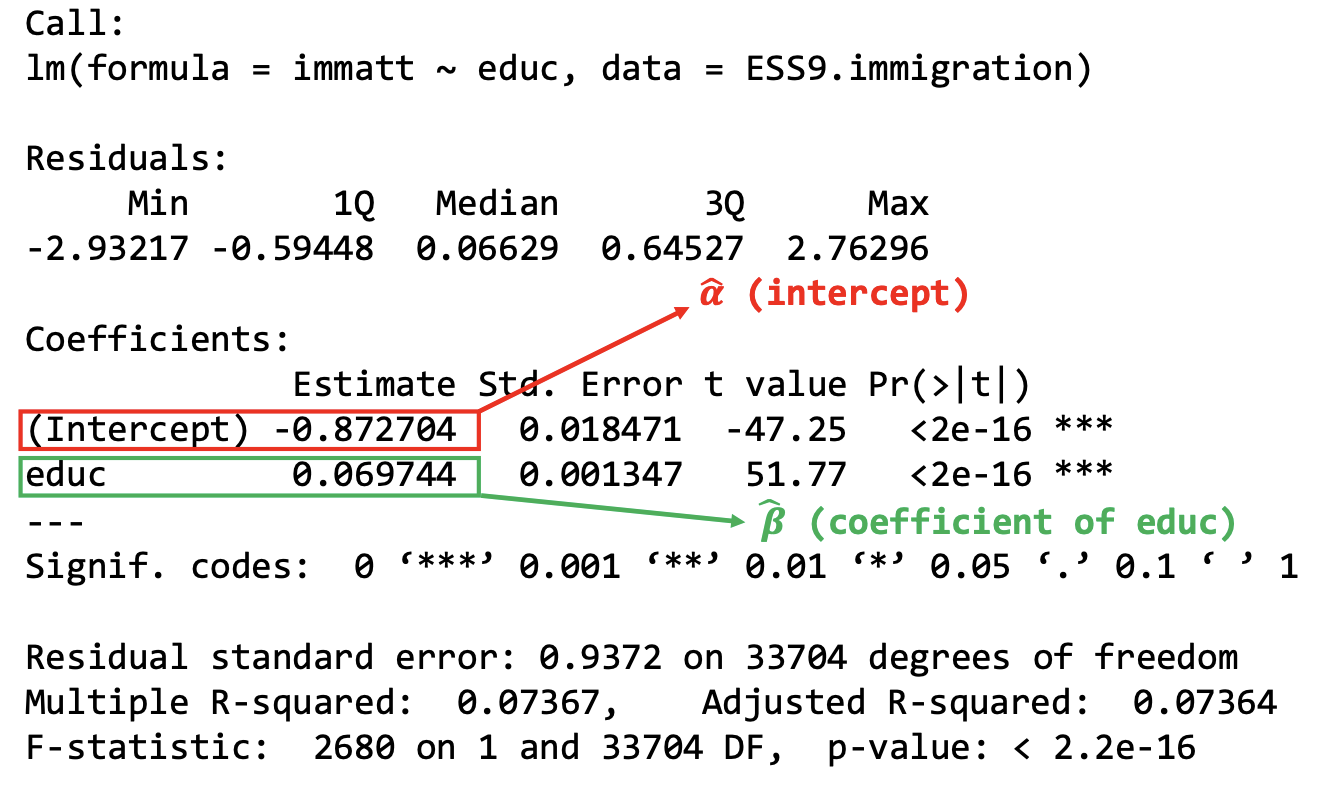 Call:
lm(formula = immatt ~ educ, data = ESS9.immigration)
Residuals:
Min 1Q Median 3Q Max
-2.93217 -0.59448 0.06629 0.64527 2.76296
α̂ (intercept)
Coefficients:
Estimate Std. Error t value Pr(>|t|)
(Intercept) -0.872704 0.018471 -47.25 <2e-16 ***
educ 0.069744 0.001347 51.77 <2e-16 ***
β̂ (coefficient of educ)
---
Signif. codes: 0 ‘***’ 0.001 ‘**’ 0.01 ‘*’ 0.05 ‘.’ 0.1 ‘ ’ 1
Residual standard error: 0.9372 on 33704 degrees of freedom
Multiple R-squared: 0.07367, Adjusted R-squared: 0.07364
F-statistic: 2680 on 1 and 33704 DF, p-value: < 2.2e-16